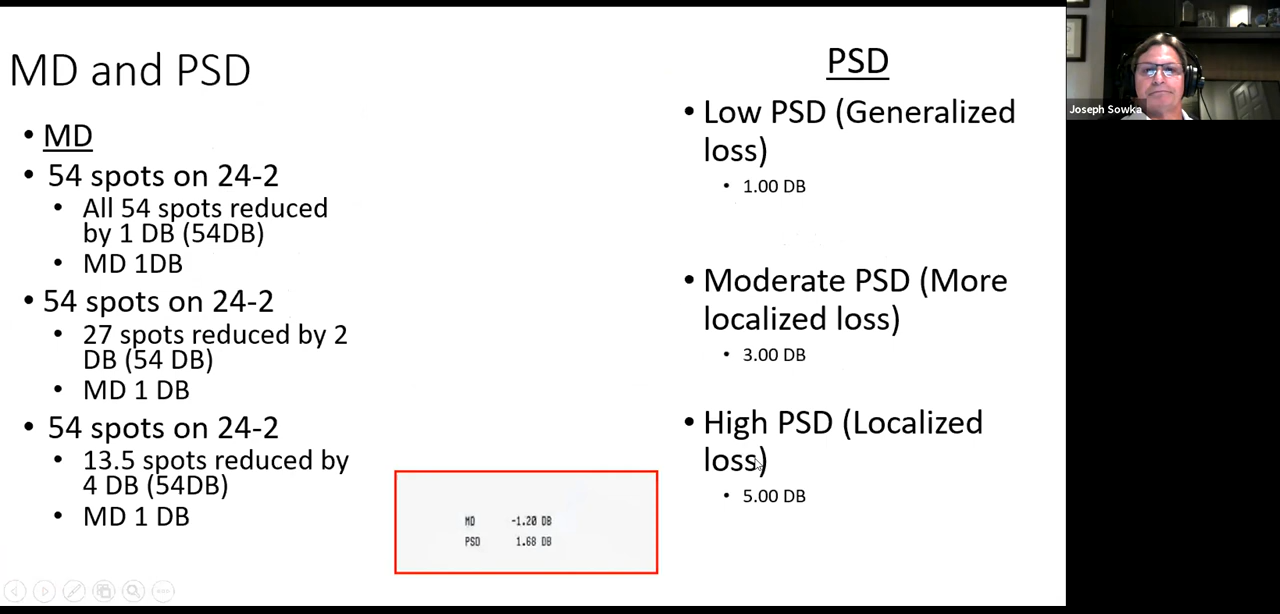 MD and PSD
• MD
• 54 spots on 24-2
• All 54 spots reduced
by 1 DB (54DB)
• MD 1DB
• 54 spots on 24-2
• 27 spots reduced by 2
DB (54 DB)
• MD 1 DB
• 54 spots on 24-2
• 13.5 spots reduced by
4 DB (54DB)
• MD 1 DB
MD -1.20 DB
PSD 1.68 DB
PSD
• Low PSD (Generalized
loss)
• 1.00 DB
• Moderate PSD (More
localized loss)
• 3.00 DB
• High PSD (Localized
loss)
• 5.00 DB
Joseph Sowka